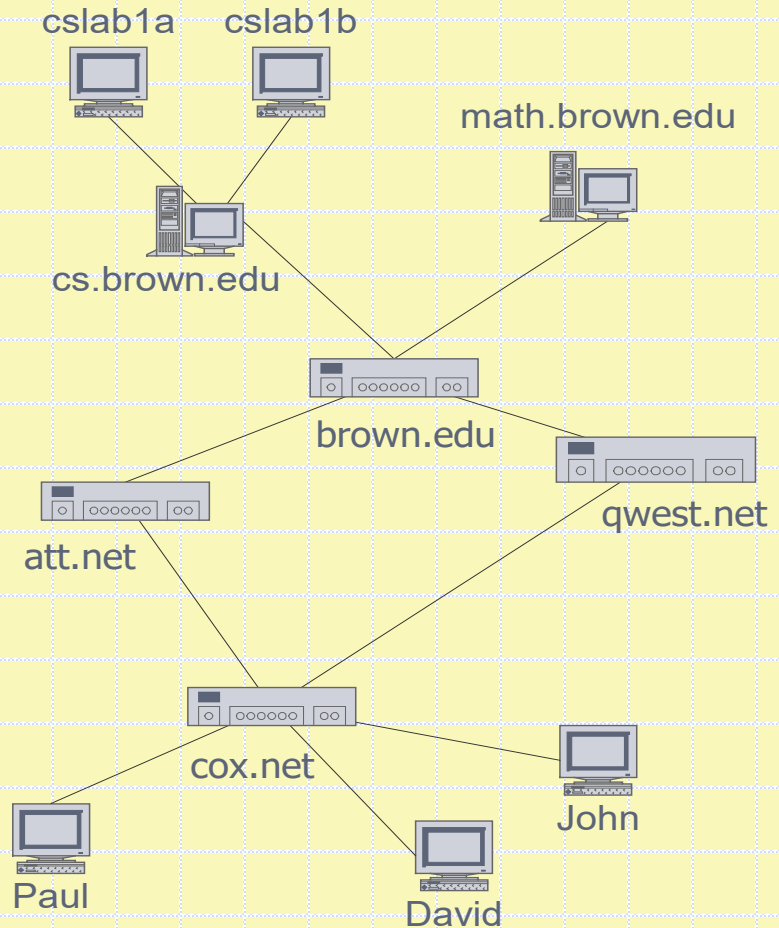 cslab1a
cslab1b
math.brown.edu
cs.brown.edu
brown.edu
qwest.net
att.net
cox.net
John
Paul
David